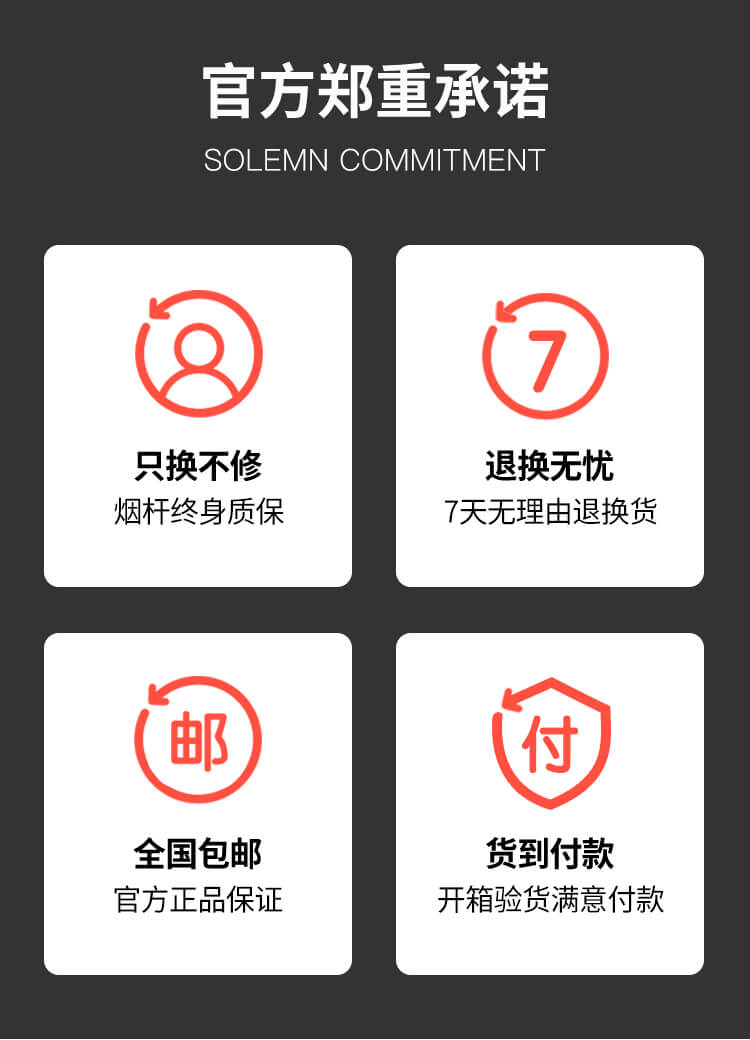 官方郑重承诺
SOLEMN COMMITMENT
只换不修
烟杆终身质保
7
退换无忧
7天无理由退换货
邮
全国包邮
官方正品保证
付
货到付款
开箱验货满意付款